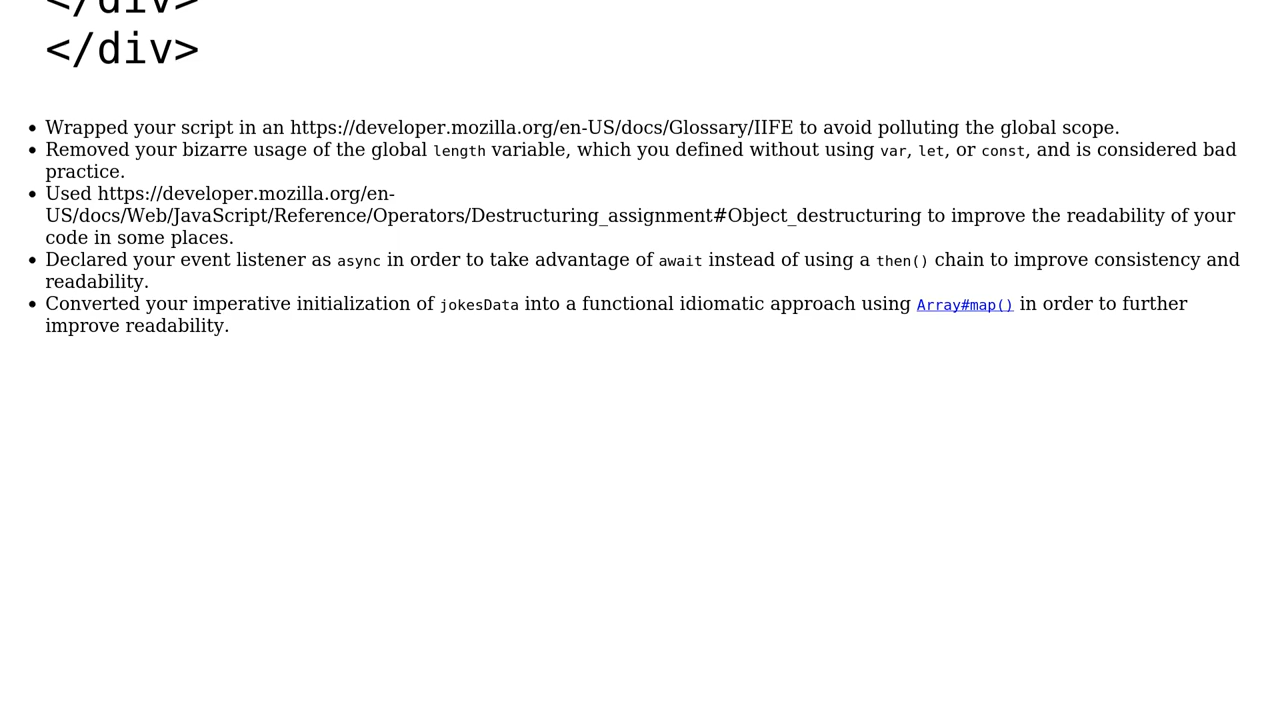 </div>
</div>
Wrapped your script in an https://developer.mozilla.org/en-US/docs/Glossary/IIFE to avoid polluting the global scope.
Removed your bizarre usage of the global length variable, which you defined without using var, let, or const, and is considered bad
practice.
Used https://developer.mozilla.org/en-
US/docs/Web/JavaScript/Reference/Operators/Destructuring_assignment#Object_destructuring to improve the readability of your
code in some places.
Declared your event listener as async in order to take advantage of await instead of using a then() chain to improve consistency and
readability.
Converted your imperative initialization of jokesData into a functional idiomatic approach using Array#map() in order to further
improve readability.